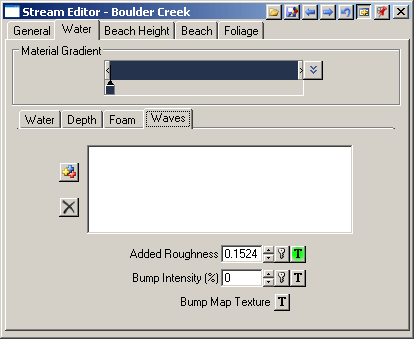 Stream Editor - Boulder Creek
General Water Beach Height Beach Foliage
Material Gradient
Water Depth Foam Waves
Added Roughness 0.1524 T
Bump Intensity (%) 0 T
Bump Map Texture T